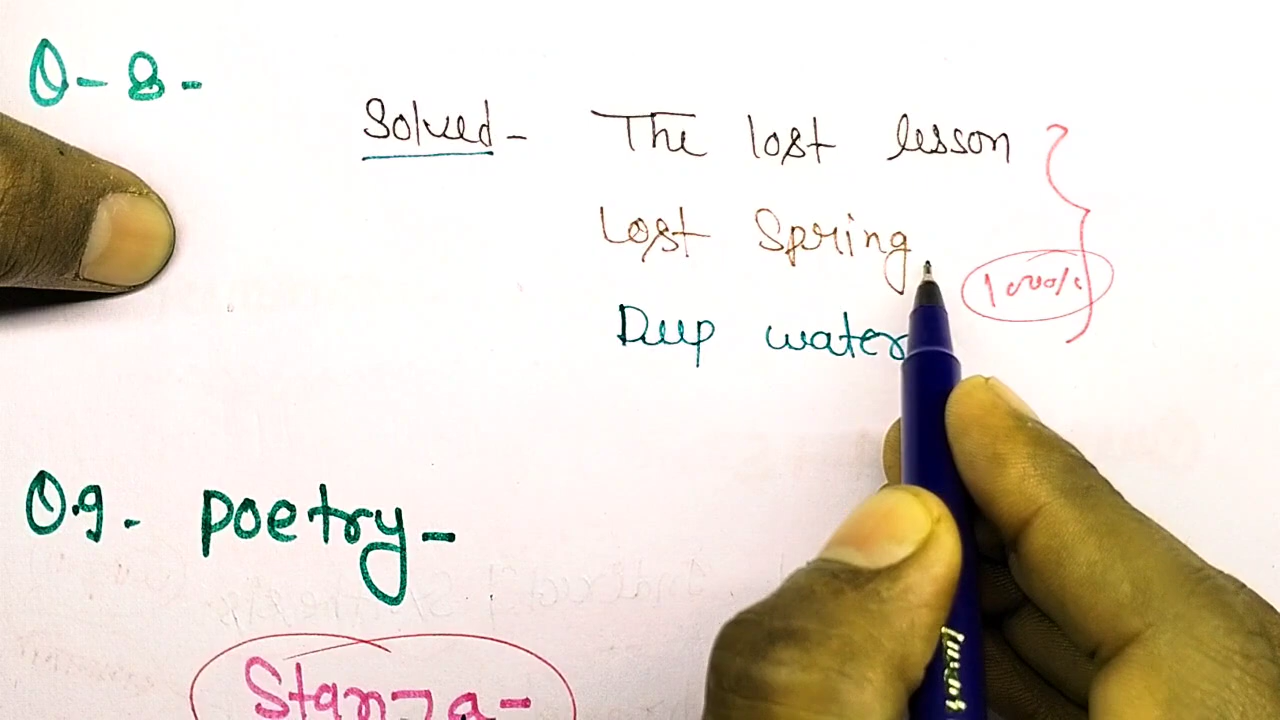 Q-8-
Solved- The lost lesson
Lost Spring
100%
Deep water
Q.9. poetry-
Stanza-